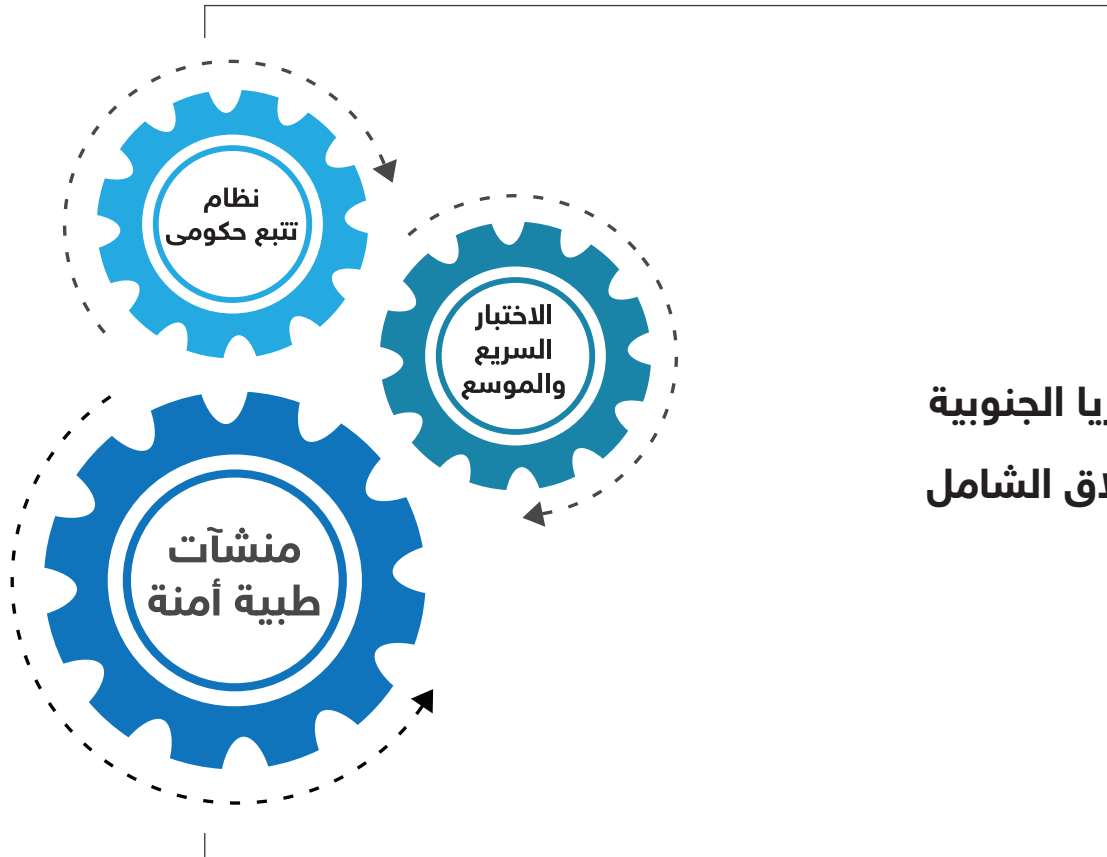 نظام
تتبع حكومى
الاختبار
السريع
والموسع
منشآت
طبية أمنة
الجنوبية
الشامل